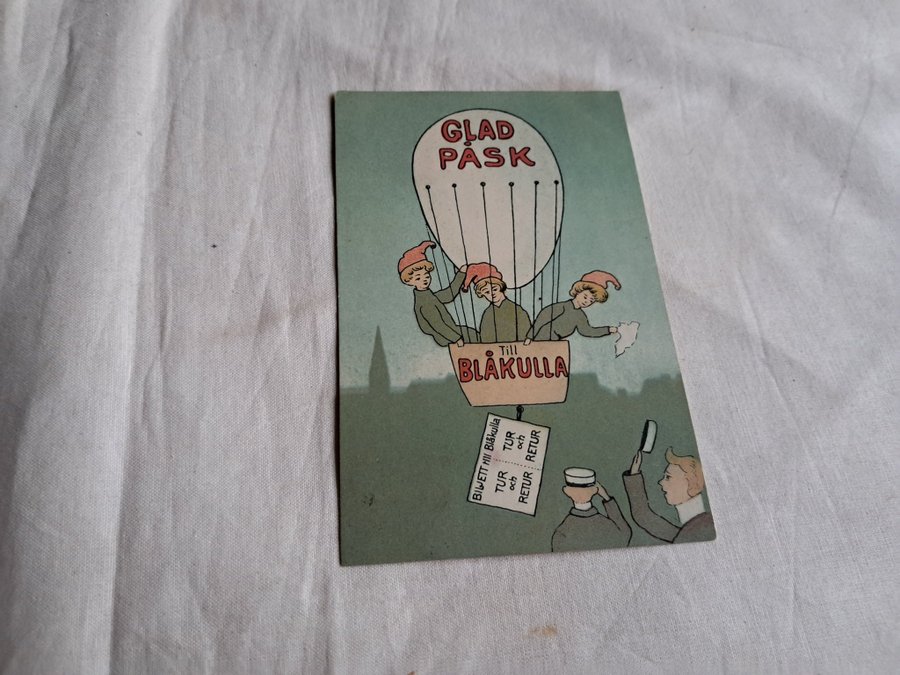 GLAD
PÅSK
Till
BLÅKULLA
BILJETT till Blåkulla
TUR och RETUR
TUR och RETUR